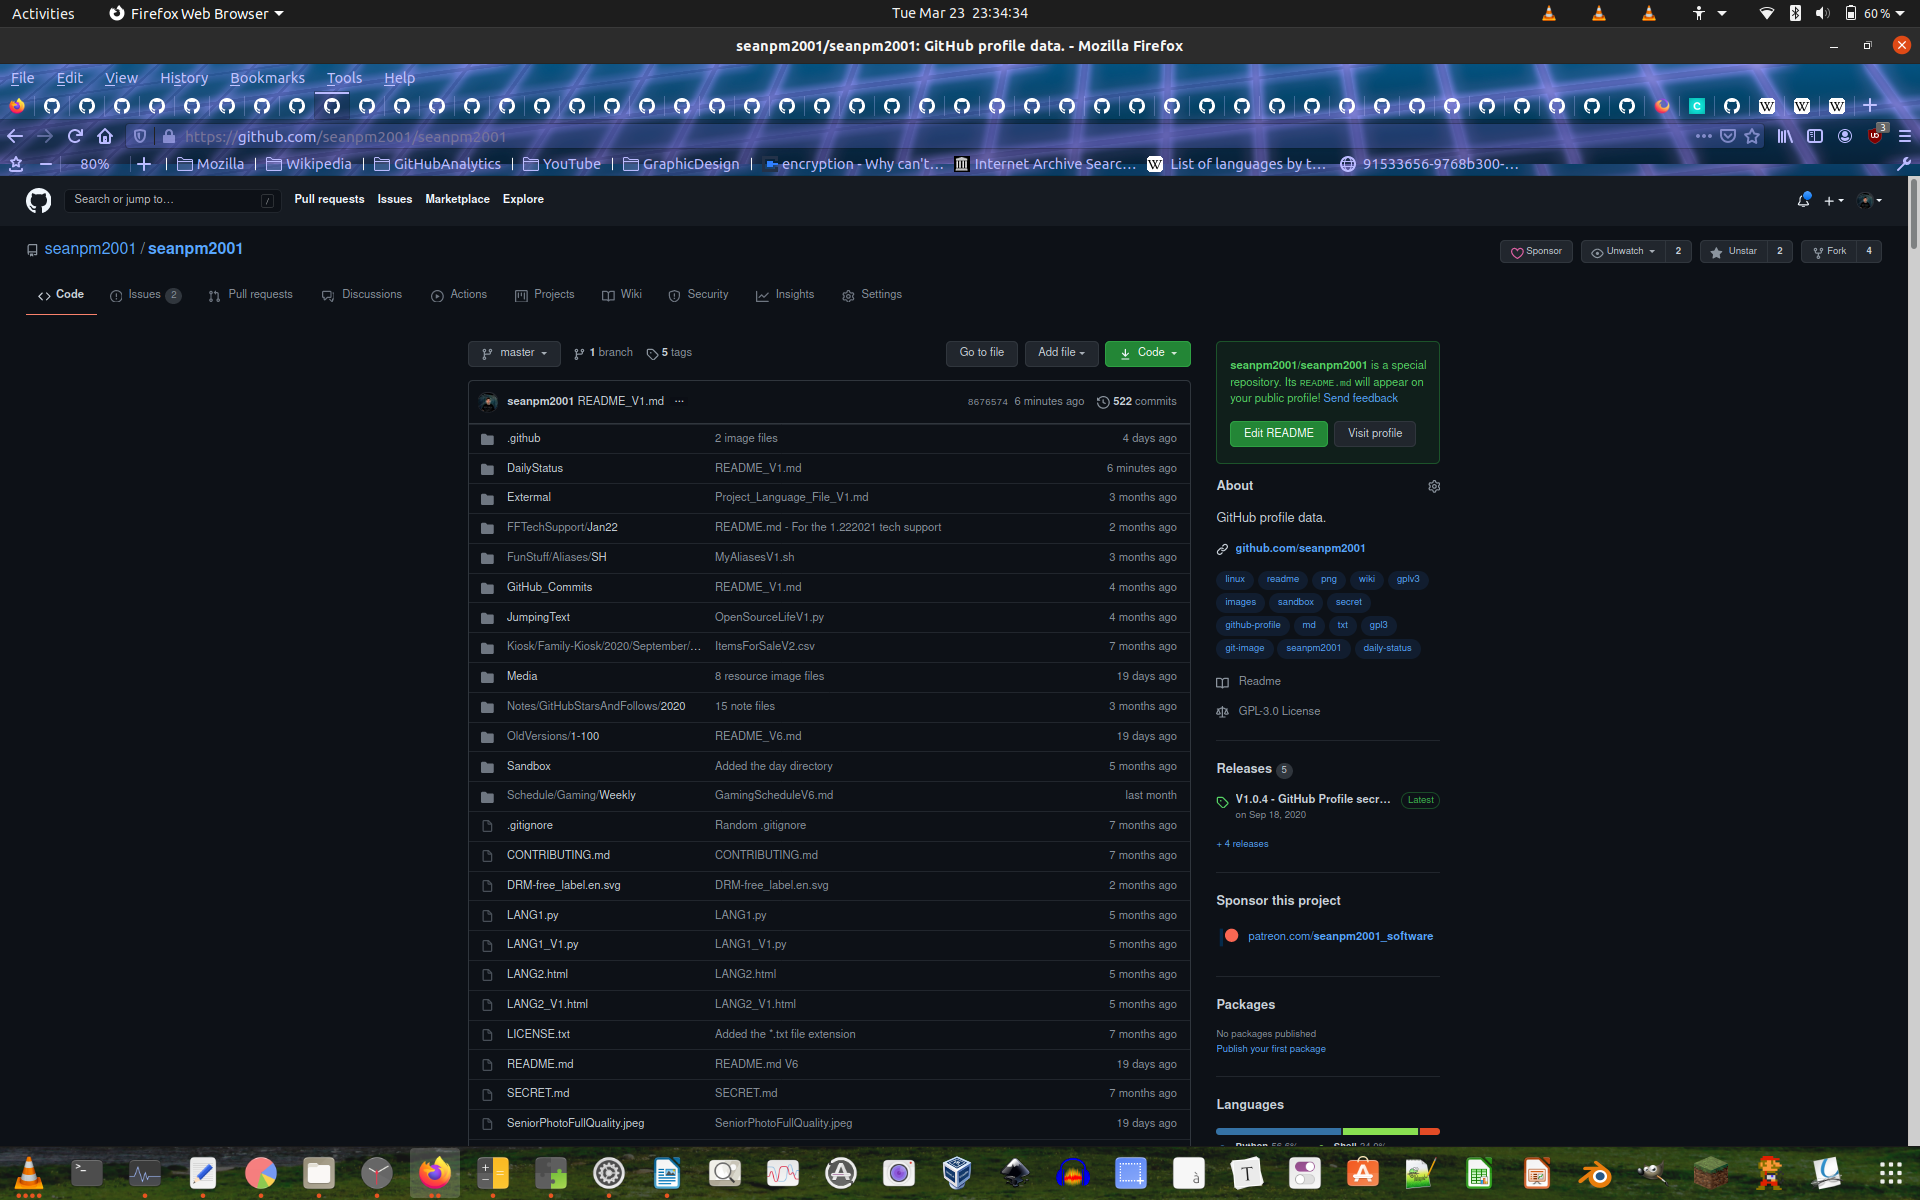 Activities Firefox Web Browser Tue Mar 23 23:34:34 60 %
seanpm2001/seanpm2001: GitHub profile data. - Mozilla Firefox
File Edit View History Bookmarks Tools Help
https://github.com/seanpm2001/seanpm2001 3
80% Mozilla Wikipedia GitHubAnalytics YouTube GraphicDesign encryption - Why can't… Internet Archive Searc… List of languages by t… 91533656-9768b300-…
Search or jump to… / Pull requests Issues Marketplace Explore
seanpm2001 / seanpm2001 Sponsor Unwatch 2 Unstar 2 Fork 4
Code Issues 2 Pull requests Discussions Actions Projects Wiki Security Insights Settings
master 1 branch 5 tags Go to file Add file Code
seanpm2001 README_V1.md ... 8676574 6 minutes ago 522 commits
.github 2 image files 4 days ago
DailyStatus README_V1.md 6 minutes ago
Extermal Project_Language_File_V1.md 3 months ago
FFTechSupport/Jan22 README.md - For the 1.222021 tech support 2 months ago
FunStuff/Aliases/SH MyAliasesV1.sh 3 months ago
GitHub_Commits README_V1.md 4 months ago
JumpingText OpenSourceLifeV1.py 4 months ago
Kiosk/Family-Kiosk/2020/September/… ItemsForSaleV2.csv 7 months ago
Media 8 resource image files 19 days ago
Notes/GitHubStarsAndFollows/2020 15 note files 3 months ago
OldVersions/1-100 README_V6.md 19 days ago
Sandbox Added the day directory 5 months ago
Schedule/Gaming/Weekly GamingScheduleV6.md last month
.gitignore Random .gitignore 7 months ago
CONTRIBUTING.md CONTRIBUTING.md 7 months ago
DRM-free_label.en.svg DRM-free_label.en.svg 2 months ago
LANG1.py LANG1.py 5 months ago
LANG1_V1.py LANG1_V1.py 5 months ago
LANG2.html LANG2.html 5 months ago
LANG2_V1.html LANG2_V1.html 5 months ago
LICENSE.txt Added the *.txt file extension 7 months ago
README.md README.md V6 19 days ago
SECRET.md SECRET.md 7 months ago
SeniorPhotoFullQuality.jpeg SeniorPhotoFullQuality.jpeg 19 days ago
seanpm2001/seanpm2001 is a special
repository. Its README.md will appear on
your public profile! Send feedback
Edit README Visit profile
About
GitHub profile data.
github.com/seanpm2001
linux readme png wiki gplv3
images sandbox secret
github-profile md txt gpl3
git-image seanpm2001 daily-status
Readme
GPL-3.0 License
Releases 5
V1.0.4 - GitHub Profile secr… Latest
on Sep 18, 2020
+ 4 releases
Sponsor this project
patreon.com/seanpm2001_software
Packages
No packages published
Publish your first package
Languages